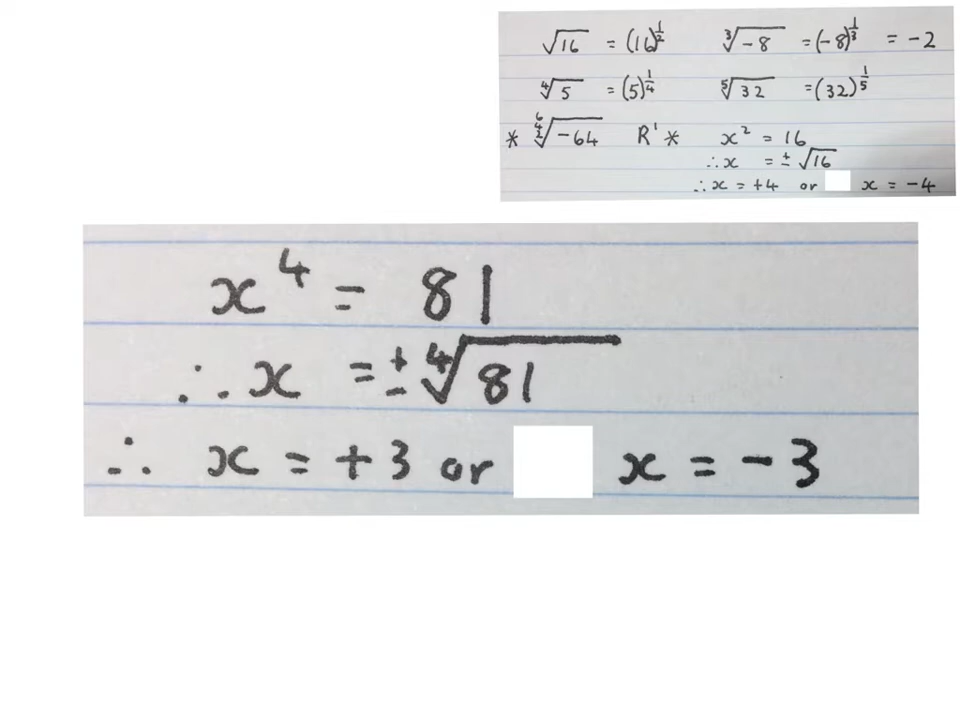 √16 = (16)^½   ∛-8 = (-8)^⅓ = -2
∜5 = (5)^¼   ⁵√32 = (32)^⅕
* √-64 R' *   x² = 16
∴ x = ± √16
∴ x = +4 or x = -4
x⁴ = 81
∴ x = ± ∜81
∴ x = +3 or x = -3